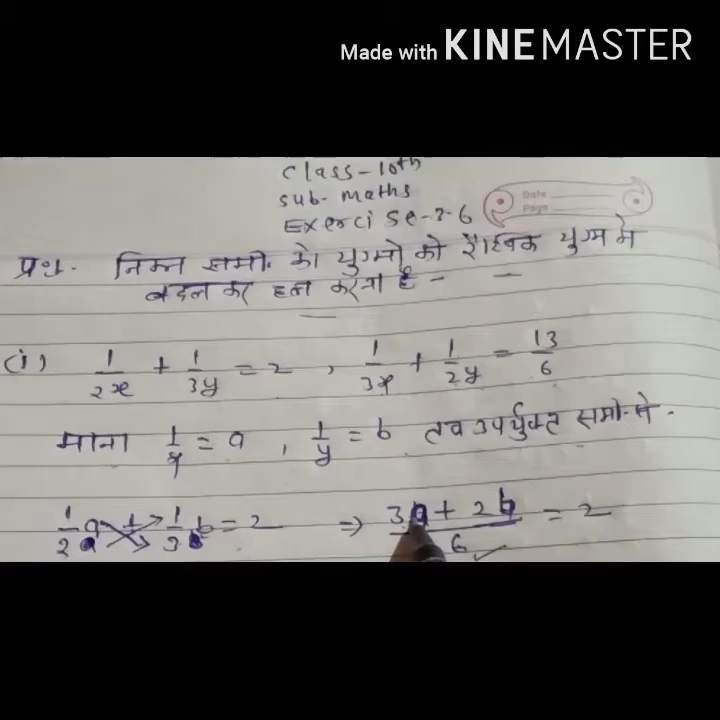 Made with KINEMASTER
Class-10th
Sub- maths
Exercise-3.6
Date
Page
प्रश्न. निम्न समी. के युग्मों को रैखिक युग्म मे
बदल कर हल करना है -
(i) 1/2x + 1/3y = 2 , 1/3x + 1/2y = 13/6
माना 1/x = a , 1/y = b तब उपर्युक्त समी. से.
1/2 a + 1/3 b = 2 ⇒ 3a + 2b/6 = 2